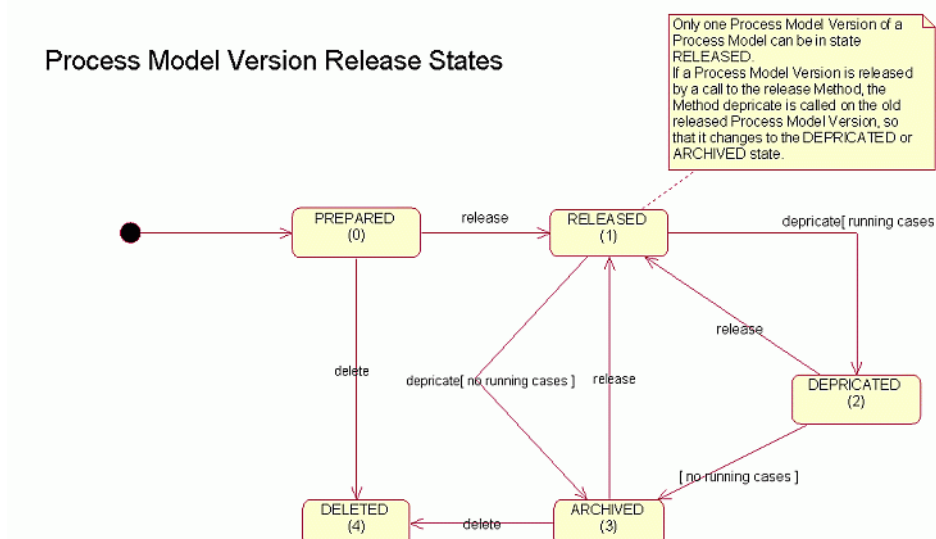 Only one Process Model Version of a
Process Model can be in state
RELEASED.
If a Process Model Version is released
by a call to the release Method, the
Method depricate is called on the old
released Process Model Version, so
that it changes to the DEPRICATED or
ARCHIVED state.
Process Model Version Release States
PREPARED
(0)
release
RELEASED
(1)
depricate[ running cases
release
delete
depricate[ no running cases ]
release
DEPRICATED
(2)
[ no running cases ]
DELETED
(4)
delete
ARCHIVED
(3)